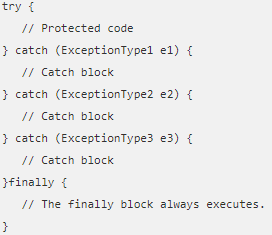 try {
   // Protected code
} catch (ExceptionType1 e1) {
   // Catch block
} catch (ExceptionType2 e2) {
   // Catch block
} catch (ExceptionType3 e3) {
   // Catch block
}finally {
   // The finally block always executes.
}